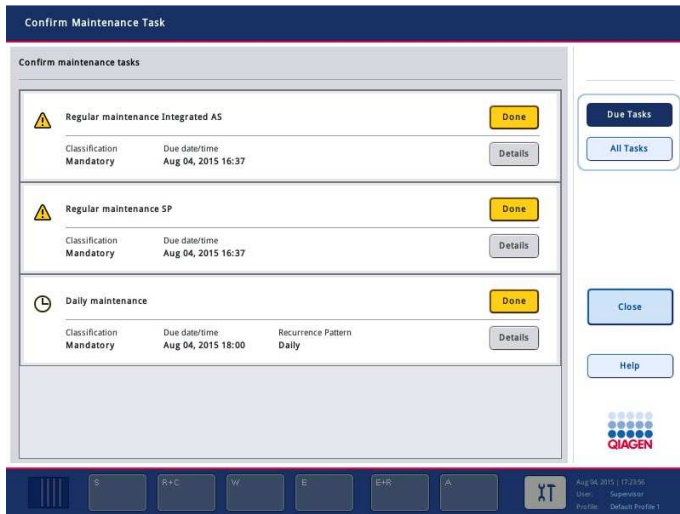 Confirm Maintenance Task
Confirm maintenance tasks
Regular maintenance Integrated AS
Done
Classification
Due date/time
Mandatory
Aug 04, 2015 16:37
Details
Regular maintenance SP
Done
Classification
Due date/time
Mandatory
Aug 04, 2015 16:37
Details
Daily maintenance
Done
Classification
Due date/time
Recurrence Pattern
Mandatory
Aug 04, 2015 18:00
Daily
Details
Due Tasks
All Tasks
Close
Help
QIAGEN
S
R+C
W
E
E+R
A
Aug 04, 2015 | 17:23:56
User: Supervisor
Profile: Default Profile 1